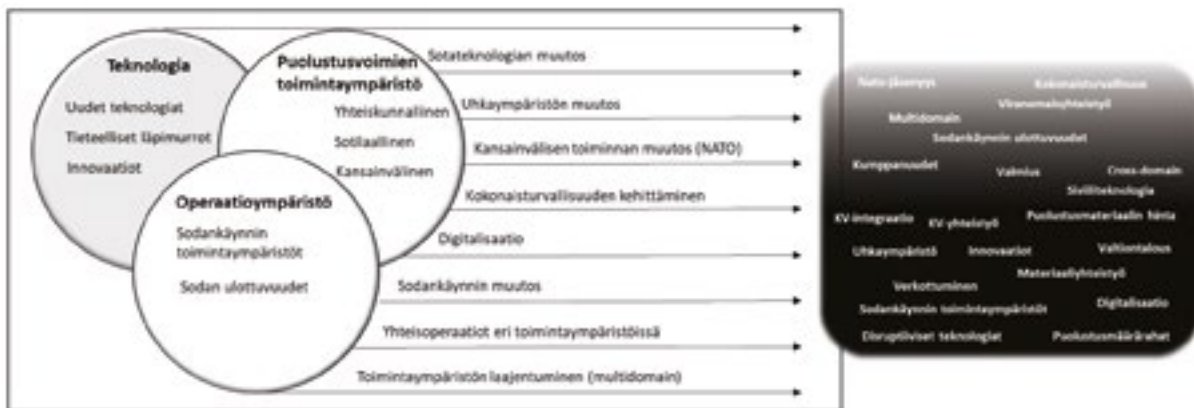 Teknologia
Uudet teknologiat
Tieteelliset läpimurrot
Innovaatiot
Puolustusvoimien
toimintaympäristö
Yhteiskunnallinen
Sotilaallinen
Kansainvälinen
Operaatioympäristö
Sodankäynnin
toimintaympäristöt
Sodan ulottuvuudet
Sotateknologian muutos
Uhkaympäristön muutos
Kansainvälisen toiminnan muutos (NATO)
Kokonaisturvallisuuden kehittäminen
Digitalisaatio
Sodankäynnin muutos
Yhteisoperaatiot eri toimintaympäristöissä
Toimintaympäristön laajentuminen (multidomain)
Nato-jäsenyys
Kokonaisturvallisuus
Viranomaisyhteistyö
Multidomain
Sodankäynnin ulottuvuudet
Kumppanuudet
Valmius
Cross-domain
Siviiliteknologia
KV-integraatio
KV-yhteistyö
Puolustusmateriaalin hinta
Uhkaympäristö
Innovaatiot
Valtiontalous
Materiaaliyhteistyö
Verkottuminen
Sodankäynnin toimintaympäristöt
Digitalisaatio
Disruptiiviset teknologiat
Puolustusmäärärahat